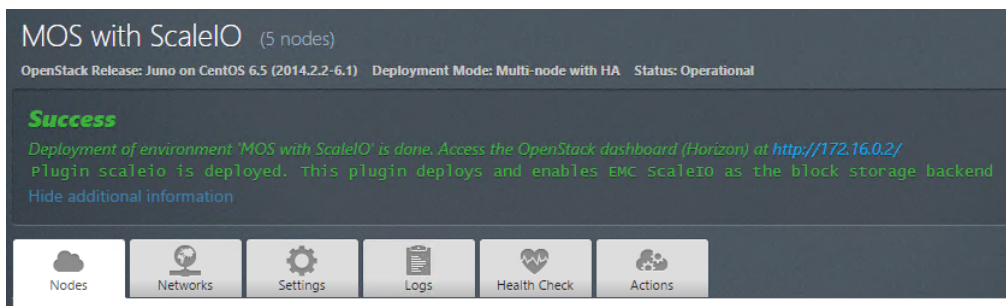 MOS with ScaleIO (5 nodes)
OpenStack Release: Juno on CentOS 6.5 (2014.2.2-6.1) Deployment Mode: Multi-node with HA Status: Operational
Success
Deployment of environment 'MOS with ScaleIO' is done. Access the OpenStack dashboard (Horizon) at http://172.16.0.2/
Plugin scaleio is deployed. This plugin deploys and enables EMC ScaleIO as the block storage backend
Hide additional information
Nodes Networks Settings Logs Health Check Actions